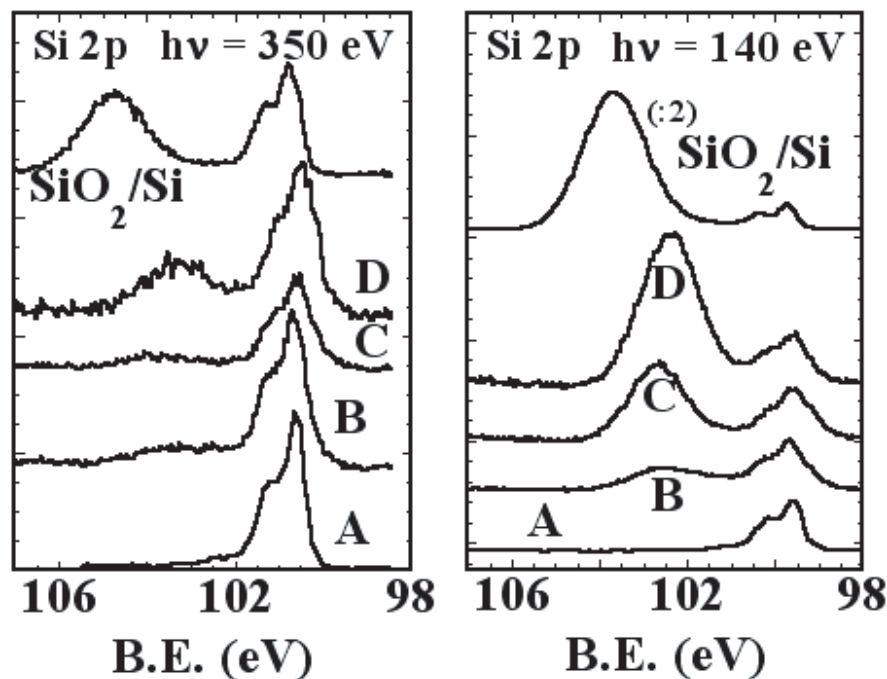 Si 2p hν = 350 eV
SiO2/Si
D
C
B
A
106 102 98
B.E. (eV)
Si 2p hν = 140 eV
(:2)
SiO2/Si
D
C
B
A
106 102 98
B.E. (eV)